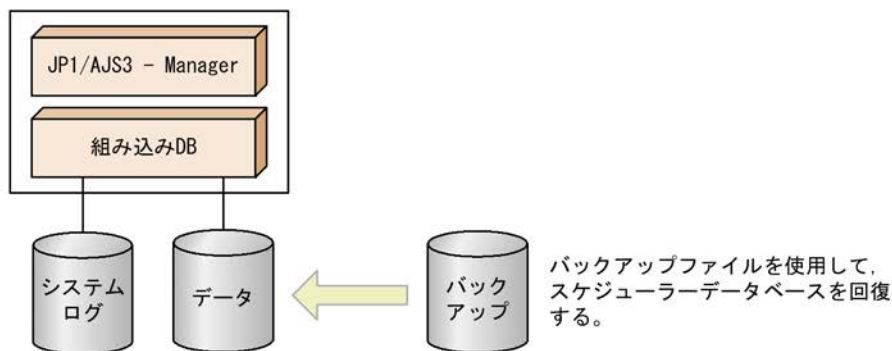 JP1/AJS3 - Manager
組み込みDB
システム
ログ
データ
バック
アップ
バックアップファイルを使用して,
スケジューラーデータベースを回復
する。